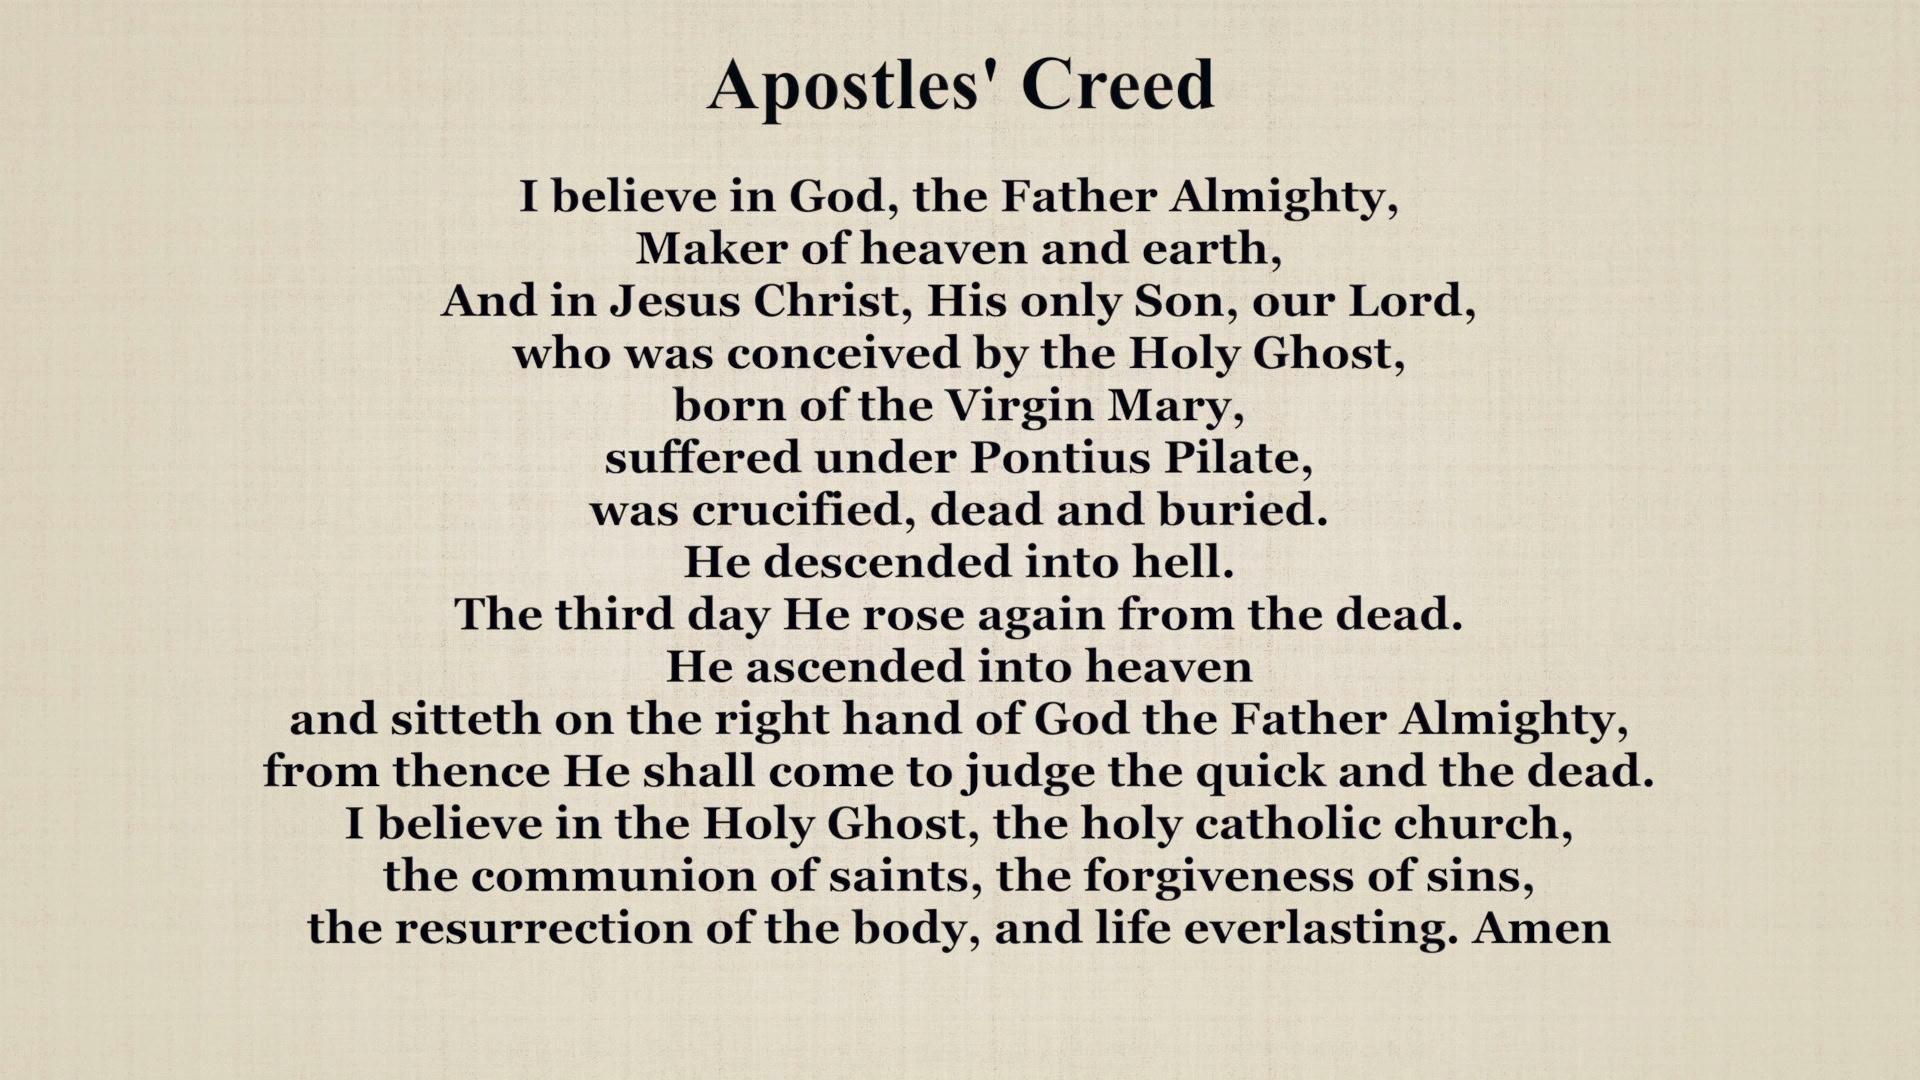 Apostles' Creed
I believe in God, the Father Almighty,
Maker of heaven and earth,
And in Jesus Christ, His only Son, our Lord,
who was conceived by the Holy Ghost,
born of the Virgin Mary,
suffered under Pontius Pilate,
was crucified, dead and buried.
He descended into hell.
The third day He rose again from the dead.
He ascended into heaven
and sitteth on the right hand of God the Father Almighty,
from thence He shall come to judge the quick and the dead.
I believe in the Holy Ghost, the holy catholic church,
the communion of saints, the forgiveness of sins,
the resurrection of the body, and life everlasting. Amen